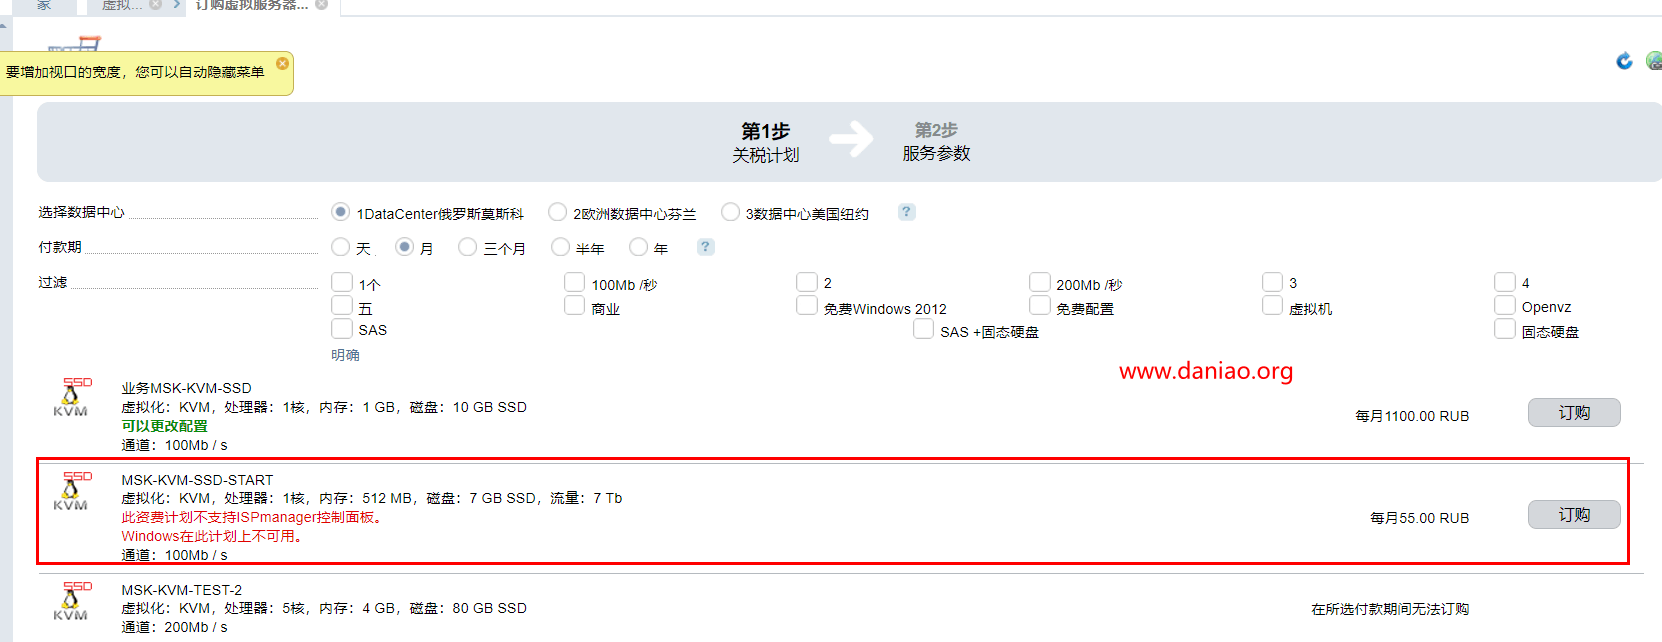 家 虚拟... 订购虚拟服务器...
要增加视口的宽度，您可以自动隐藏菜单
第1步 第2步
关税计划 服务参数
选择数据中心 1DataCenter俄罗斯莫斯科 2欧洲数据中心芬兰 3数据中心美国纽约 ?
付款期 天 月 三个月 半年 年 ?
过滤 1个 100Mb /秒 2 200Mb /秒 3 4
五 商业 免费Windows 2012 免费配置 虚拟机 Openvz
SAS SAS +固态硬盘 固态硬盘
明确
www.daniao.org
SSD KVM
业务MSK-KVM-SSD
虚拟化：KVM，处理器：1核，内存：1 GB，磁盘：10 GB SSD
可以更改配置
通道：100Mb / s
每月1100.00 RUB 订购
SSD KVM
MSK-KVM-SSD-START
虚拟化：KVM，处理器：1核，内存：512 MB，磁盘：7 GB SSD，流量：7 Tb
此资费计划不支持ISPmanager控制面板。
Windows在此计划上不可用。
通道：100Mb / s
每月55.00 RUB 订购
SSD KVM
MSK-KVM-TEST-2
虚拟化：KVM，处理器：5核，内存：4 GB，磁盘：80 GB SSD
通道：200Mb / s
在所选付款期间无法订购